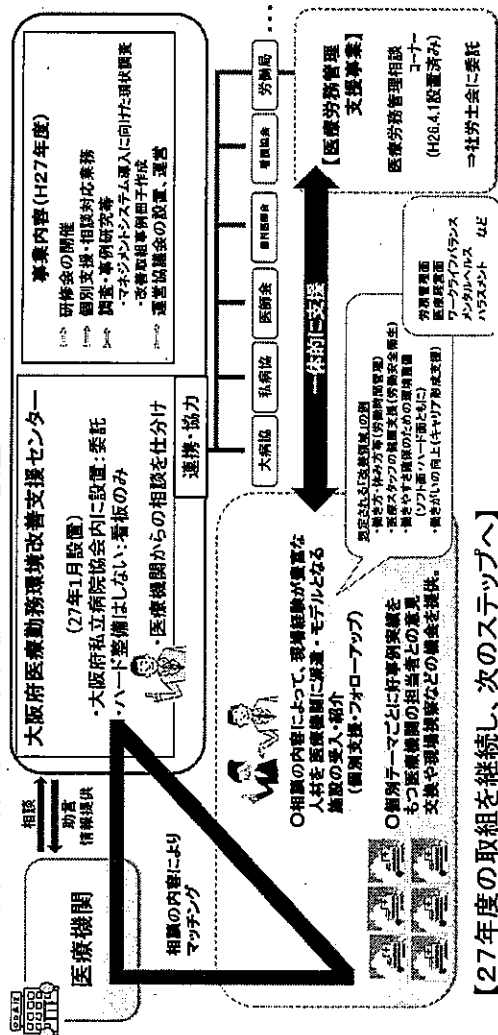 医療機関
相談
助言
情報提供
大阪府医療勤務環境改善支援センター
(27年1月設置)
・大阪府私立病院協会内に設置:委託
・ハード整備はしない:看板のみ
・医療機関からの相談を仕分け
事業内容(H27年度)
研修会の開催
個別支援・相談対応業務
調査・事例研究等
・マネジメントシステム導入に向けた現状調査
・改善取組事例冊子作成
運営協議会の設置、運営
連携・協力
大病協
私病協
医師会
歯科医師会
看護協会
労働局
…
相談の内容により
マッチング
○相談の内容によって、現場経験が豊富な
人材を医療機関に派遣・モデルとなる
施設の受入・紹介
(個別支援・フォローアップ)
○個別テーマごとに好事例実績を
もつ医療機関の担当者との意見
交換や現場視察などの機会を提供。
一体的に支援
想定される「改善領域」の例
・働き方・休み方等(労働時間管理)
・医療スタッフの健康支援(労働安全衛生)
・働きやすさ確保のための環境整備
(ソフト面・ハード面ともに)
・働きがいの向上(キャリア形成支援)
労務管理面
医療経営面
ワークライフバランス
メンタルヘルス
ハラスメント など
【医療労務管理
支援事業】
医療労務管理相談
コーナー
(H26.4.1設置済み)
⇒社労士会に委託
【27年度の取組を継続し、次のステップへ】